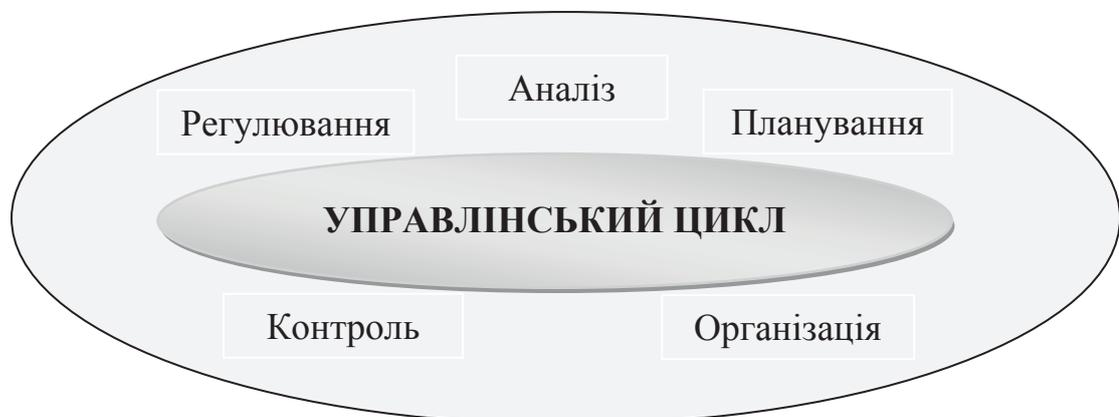 Аналіз
Регулювання
Планування
УПРАВЛІНСЬКИЙ ЦИКЛ
Контроль
Організація